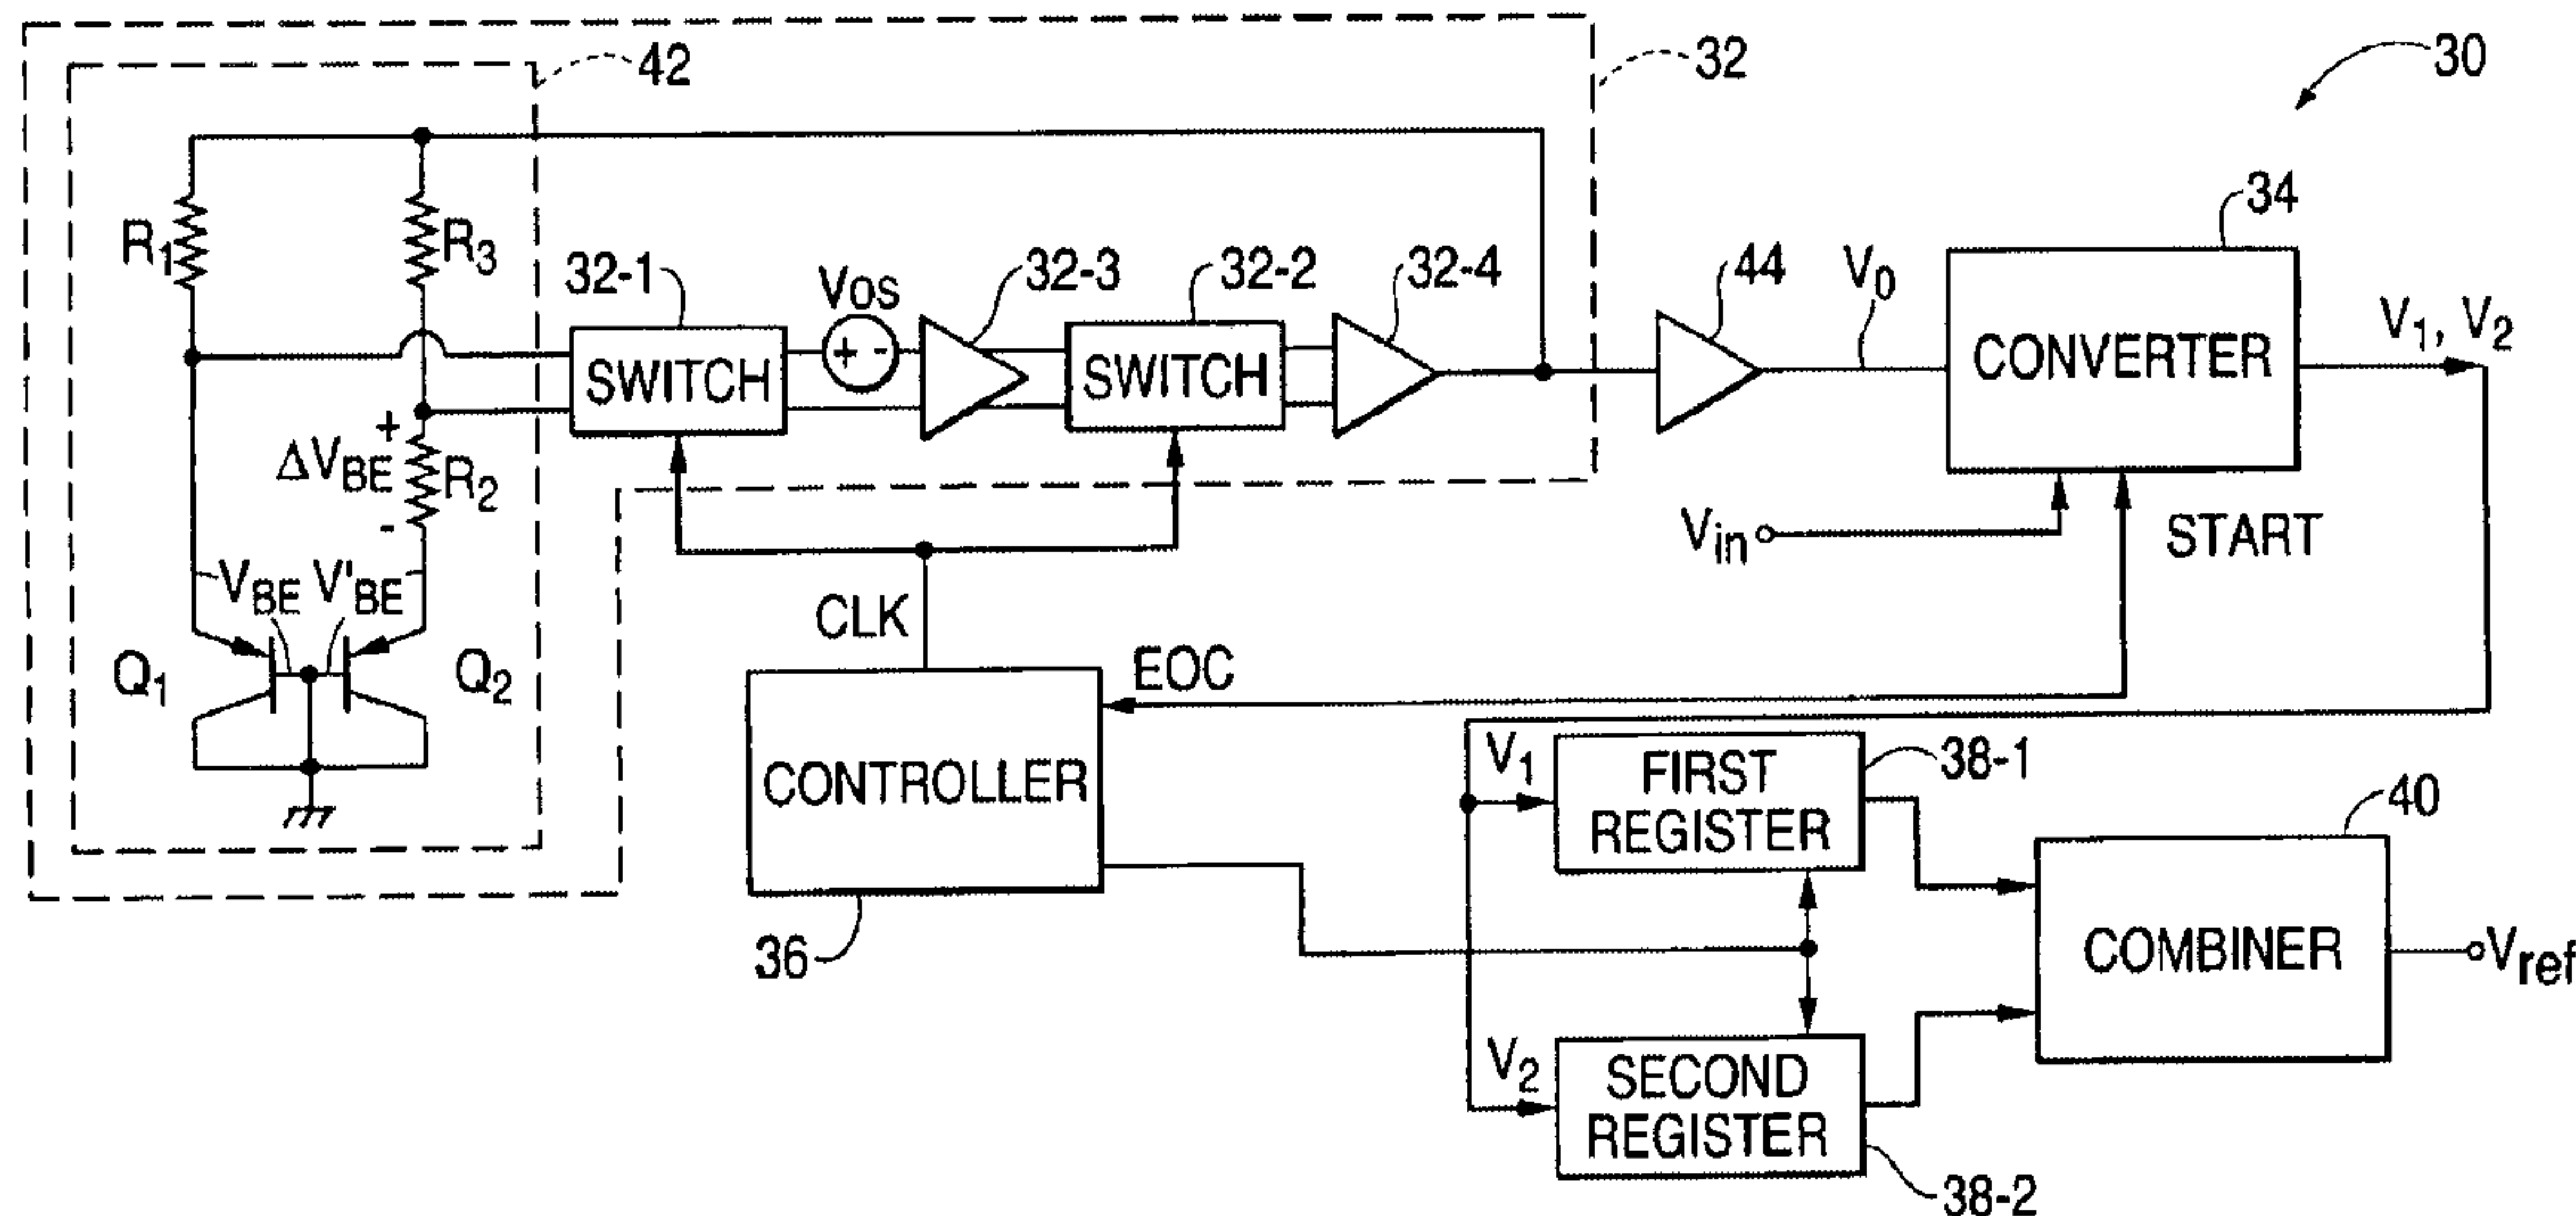 42
32
30
R1
R3
32-1
VOS
32-3
32-2
32-4
44
V0
34
V1, V2
SWITCH
SWITCH
CONVERTER
+ -
+
ΔVBE
R2
-
Vin
START
VBE
V'BE
CLK
Q1
Q2
EOC
CONTROLLER
36
V1
FIRST
REGISTER
38-1
40
COMBINER
Vref
V2
SECOND
REGISTER
38-2